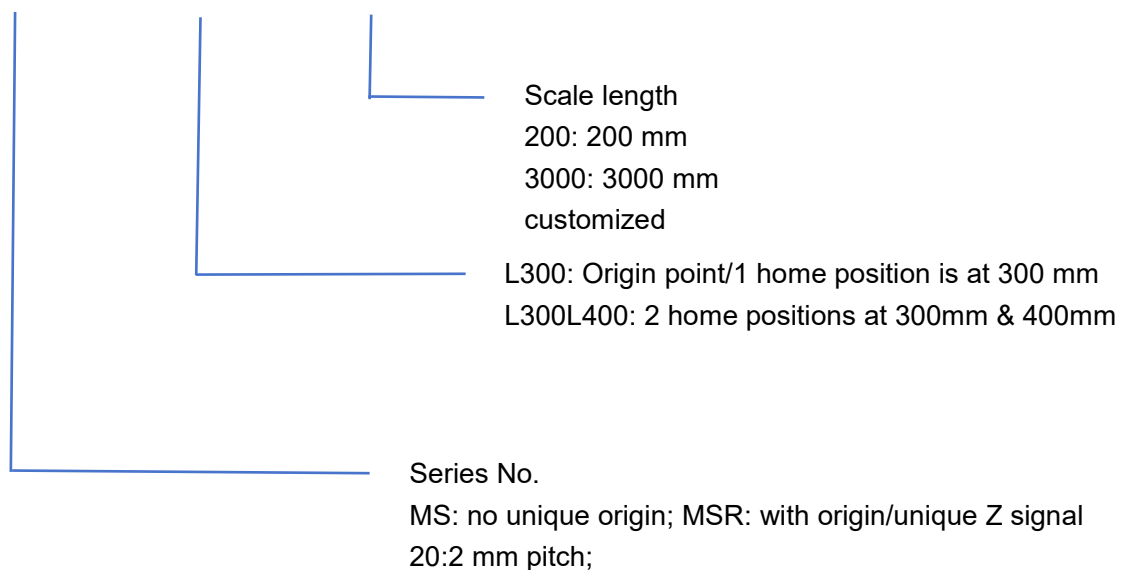 Scale length
200: 200 mm
3000: 3000 mm
customized
L300: Origin point/1 home position is at 300 mm
L300L400: 2 home positions at 300mm & 400mm
Series No.
MS: no unique origin; MSR: with origin/unique Z signal
20:2 mm pitch;